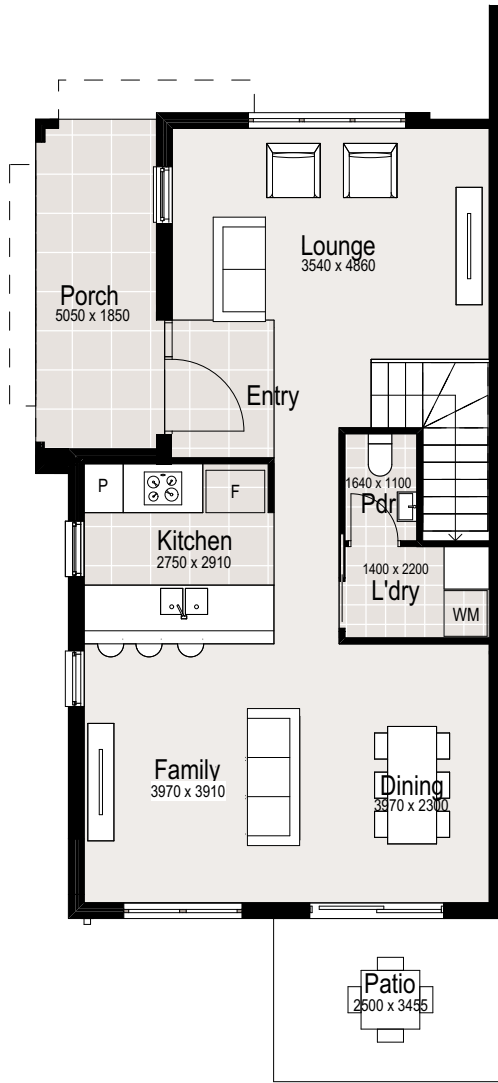 Lounge
3540 x 4860
Porch
5050 x 1850
Entry
P
F
1640 x 1100
Pdr
Kitchen
2750 x 2910
1400 x 2200
L'dry
WM
Family
3970 x 3910
Dining
3970 x 2300
Patio
2500 x 3455